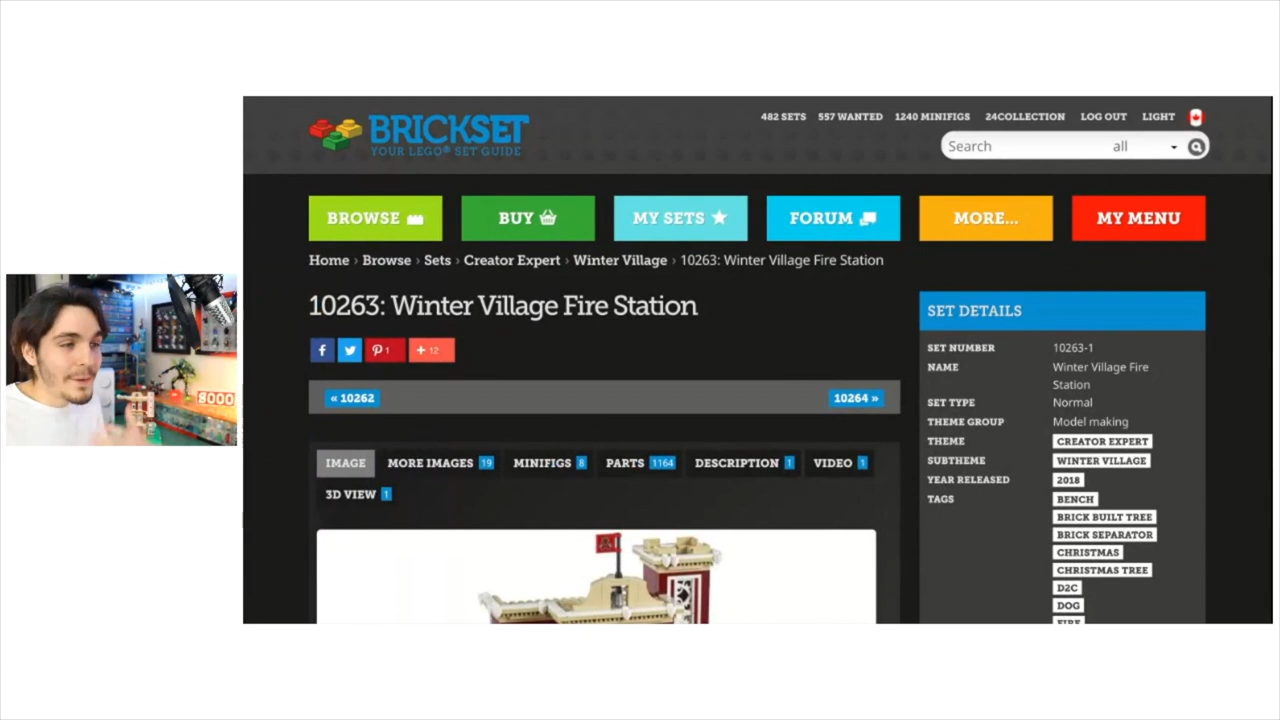 482 SETS 557 WANTED 1240 MINIFIGS 24COLLECTION LOG OUT LIGHT
BRICKSET
YOUR LEGO® SET GUIDE
Search all
BROWSE BUY MY SETS FORUM MORE... MY MENU
Home › Browse › Sets › Creator Expert › Winter Village › 10263: Winter Village Fire Station
10263: Winter Village Fire Station
1 + 12
« 10262 10264 »
IMAGE MORE IMAGES 19 MINIFIGS 8 PARTS 1164 DESCRIPTION 1 VIDEO 1
3D VIEW 1
SET DETAILS
SET NUMBER 10263-1
NAME Winter Village Fire
Station
SET TYPE Normal
THEME GROUP Model making
THEME CREATOR EXPERT
SUBTHEME WINTER VILLAGE
YEAR RELEASED 2018
TAGS BENCH
BRICK BUILT TREE
BRICK SEPARATOR
CHRISTMAS
CHRISTMAS TREE
D2C
DOG
FIRE
8000